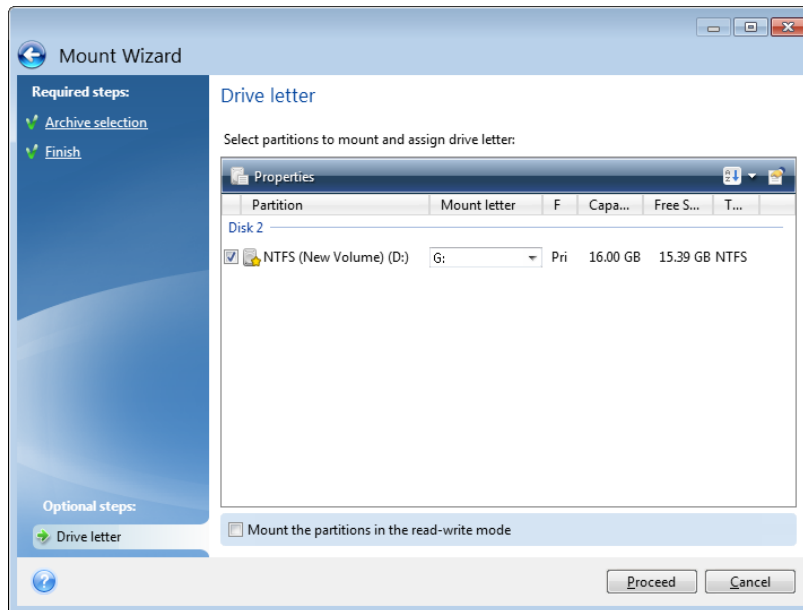 Mount Wizard
Required steps:
Archive selection
Finish
Drive letter
Select partitions to mount and assign drive letter:
Properties
Partition Mount letter F Capa... Free S... T...
Disk 2
NTFS (New Volume) (D:) G: Pri 16.00 GB 15.39 GB NTFS
Optional steps:
Drive letter
Mount the partitions in the read-write mode
Proceed Cancel